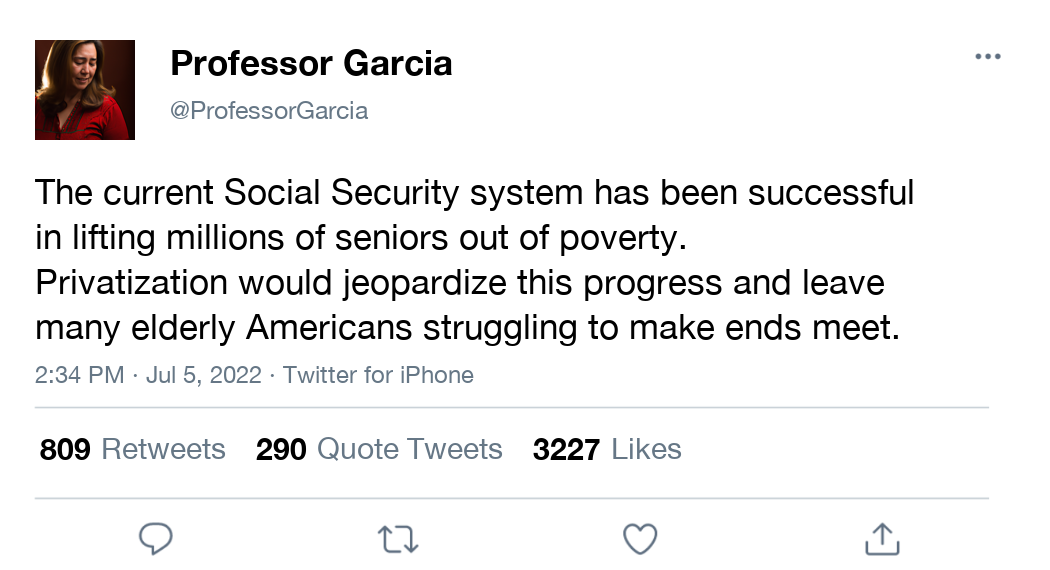 Professor Garcia
@ProfessorGarcia
The current Social Security system has been successful
in lifting millions of seniors out of poverty.
Privatization would jeopardize this progress and leave
many elderly Americans struggling to make ends meet.
2:34 PM · Jul 5, 2022 · Twitter for iPhone
809 Retweets 290 Quote Tweets 3227 Likes